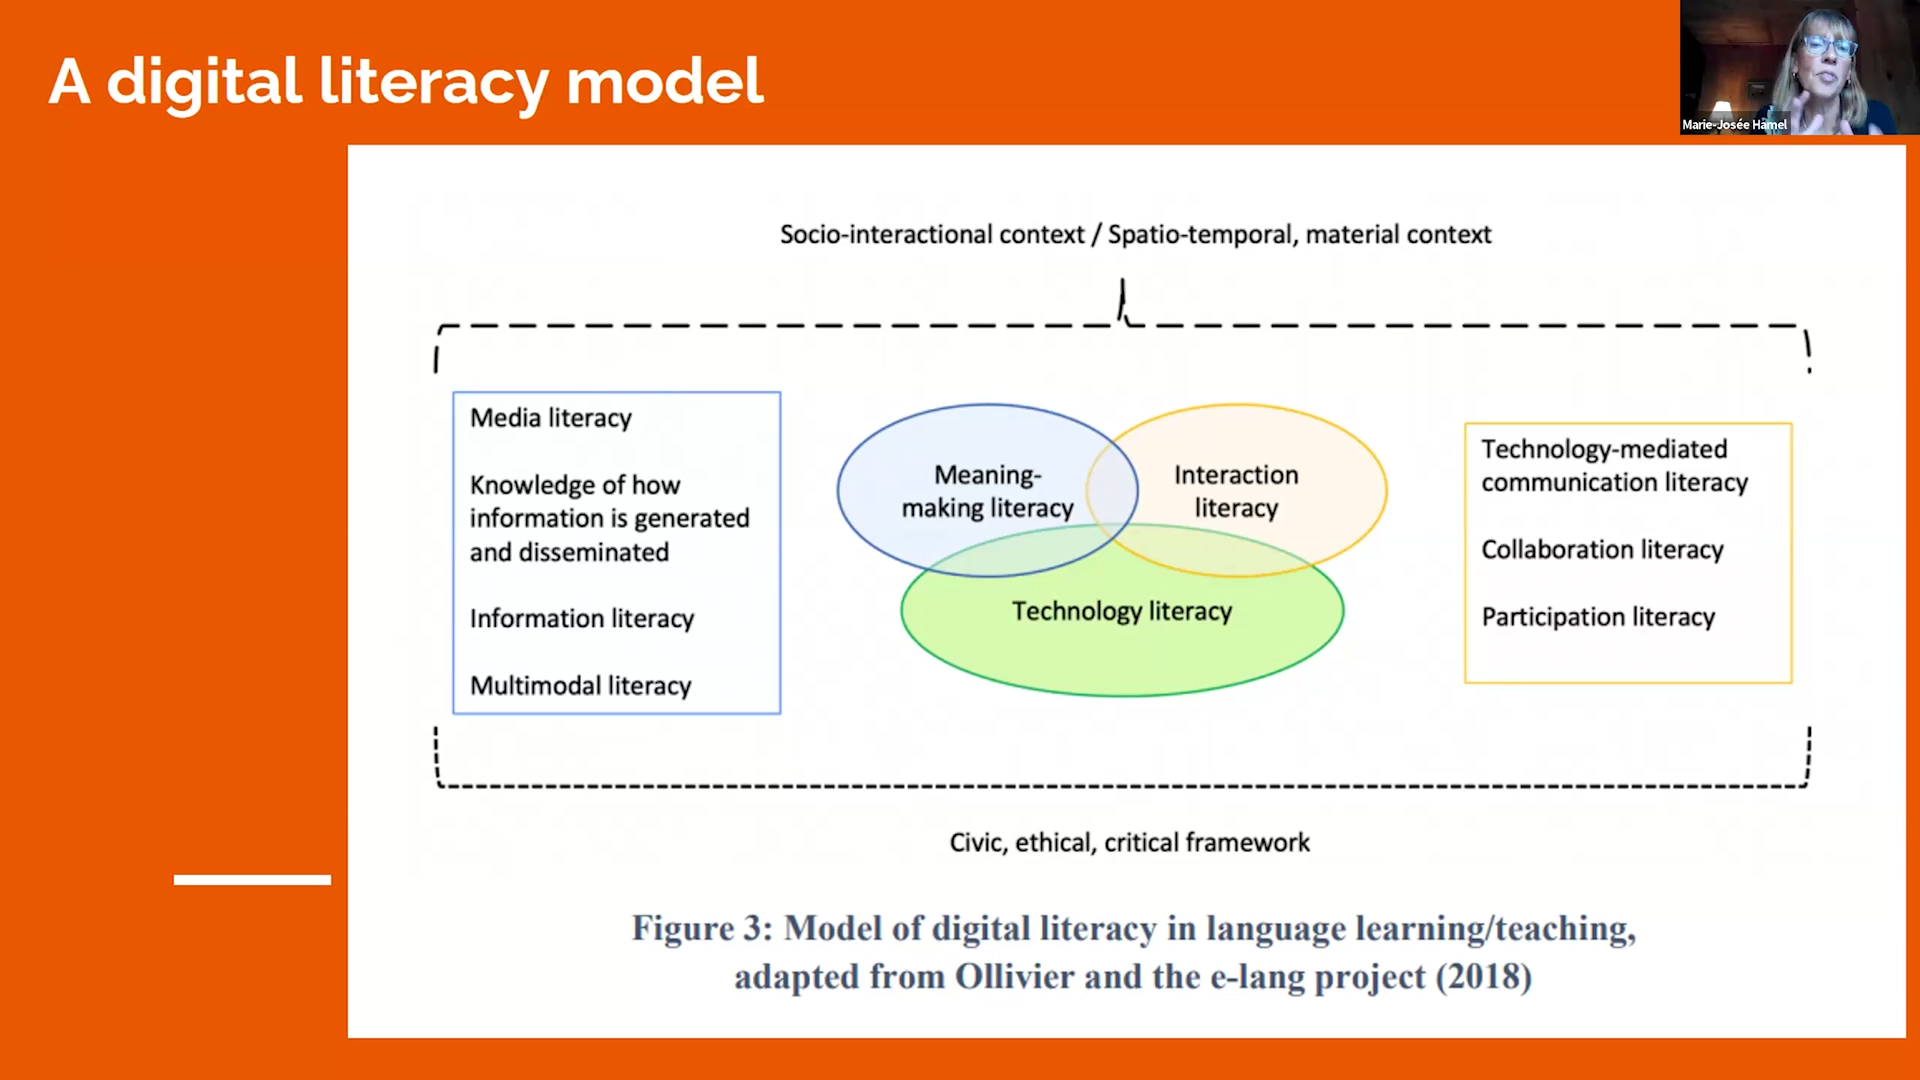 A digital literacy model
Marie-Josée Hamel
Socio-interactional context / Spatio-temporal, material context
Media literacy
Knowledge of how
information is generated
and disseminated
Information literacy
Multimodal literacy
Meaning-
making literacy
Interaction
literacy
Technology literacy
Technology-mediated
communication literacy
Collaboration literacy
Participation literacy
Civic, ethical, critical framework
Figure 3: Model of digital literacy in language learning/teaching,
adapted from Ollivier and the e-lang project (2018)